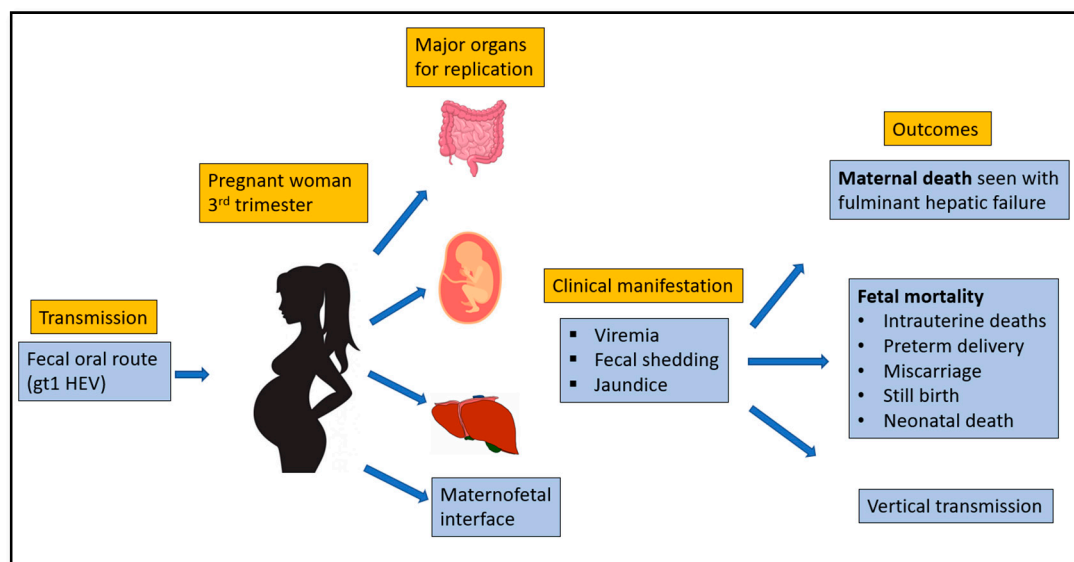 Transmission
Fecal oral route
(gt1 HEV)
Pregnant woman
3rd trimester
Major organs
for replication
Maternofetal
interface
Clinical manifestation
▪ Viremia
▪ Fecal shedding
▪ Jaundice
Outcomes
Maternal death seen with
fulminant hepatic failure
Fetal mortality
• Intrauterine deaths
• Preterm delivery
• Miscarriage
• Still birth
• Neonatal death
Vertical transmission